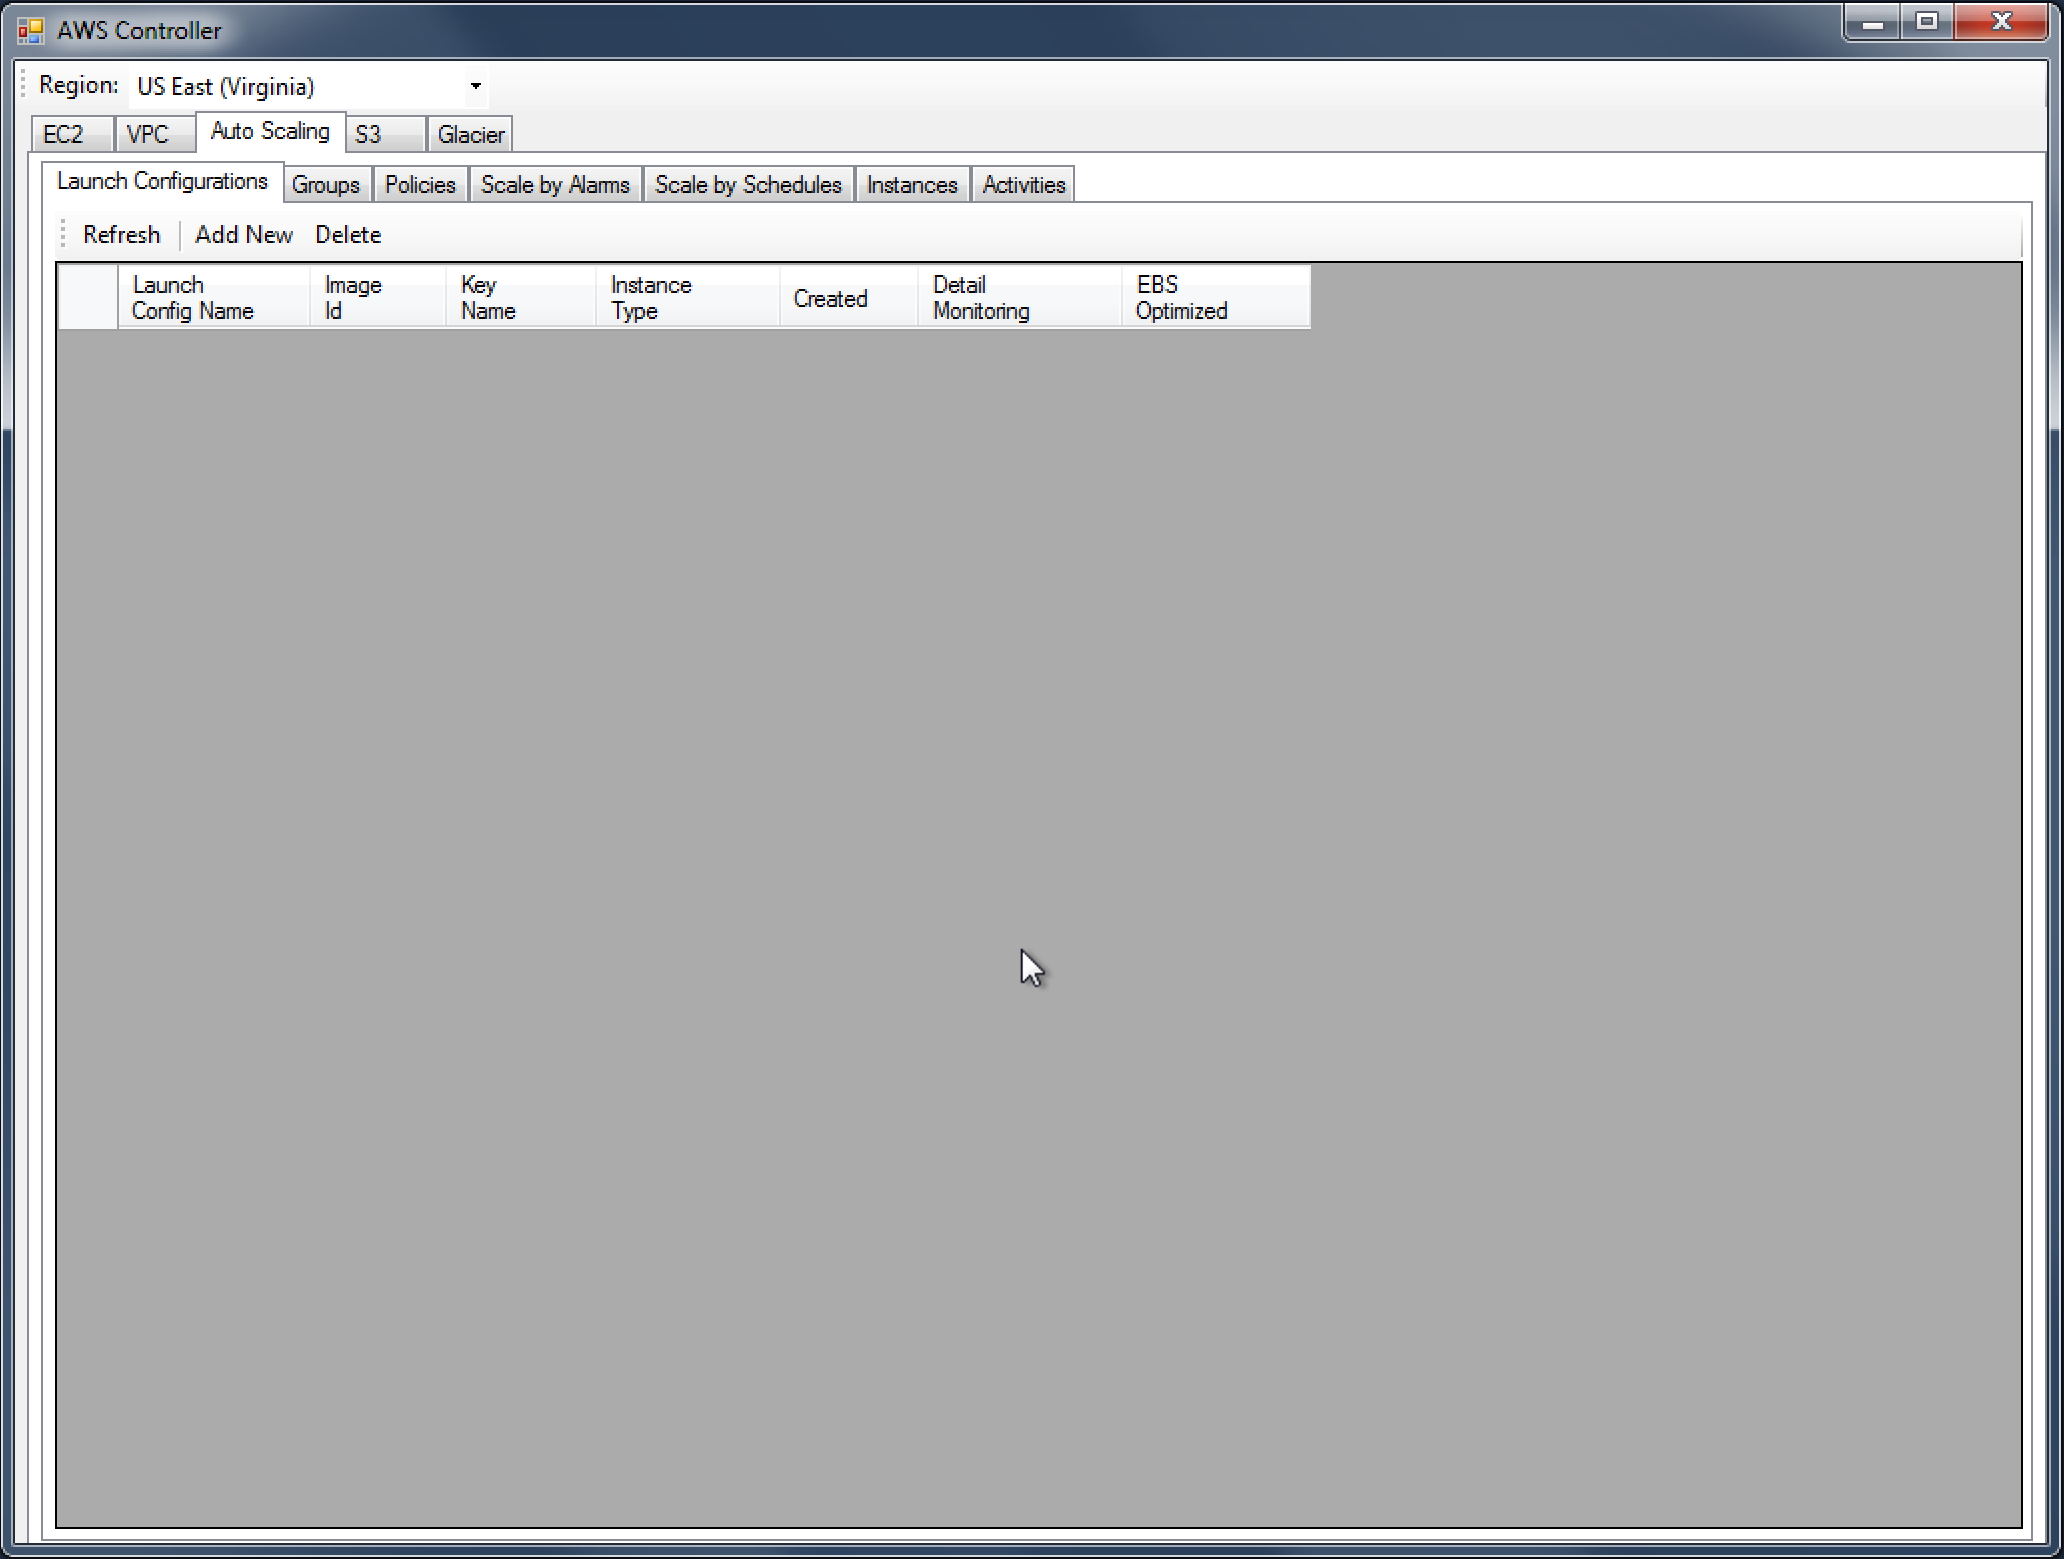 AWS Controller
Region: US East (Virginia)
EC2 VPC Auto Scaling S3 Glacier
Launch Configurations Groups Policies Scale by Alarms Scale by Schedules Instances Activities
Refresh Add New Delete
Launch Config Name Image Id Key Name Instance Type Created Detail Monitoring EBS Optimized